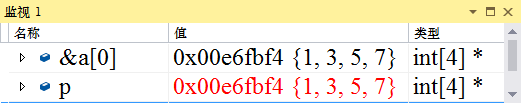 监视 1
名称 值 类型
&a[0] 0x00e6fbf4 {1, 3, 5, 7} int[4] *
p 0x00e6fbf4 {1, 3, 5, 7} int[4] *